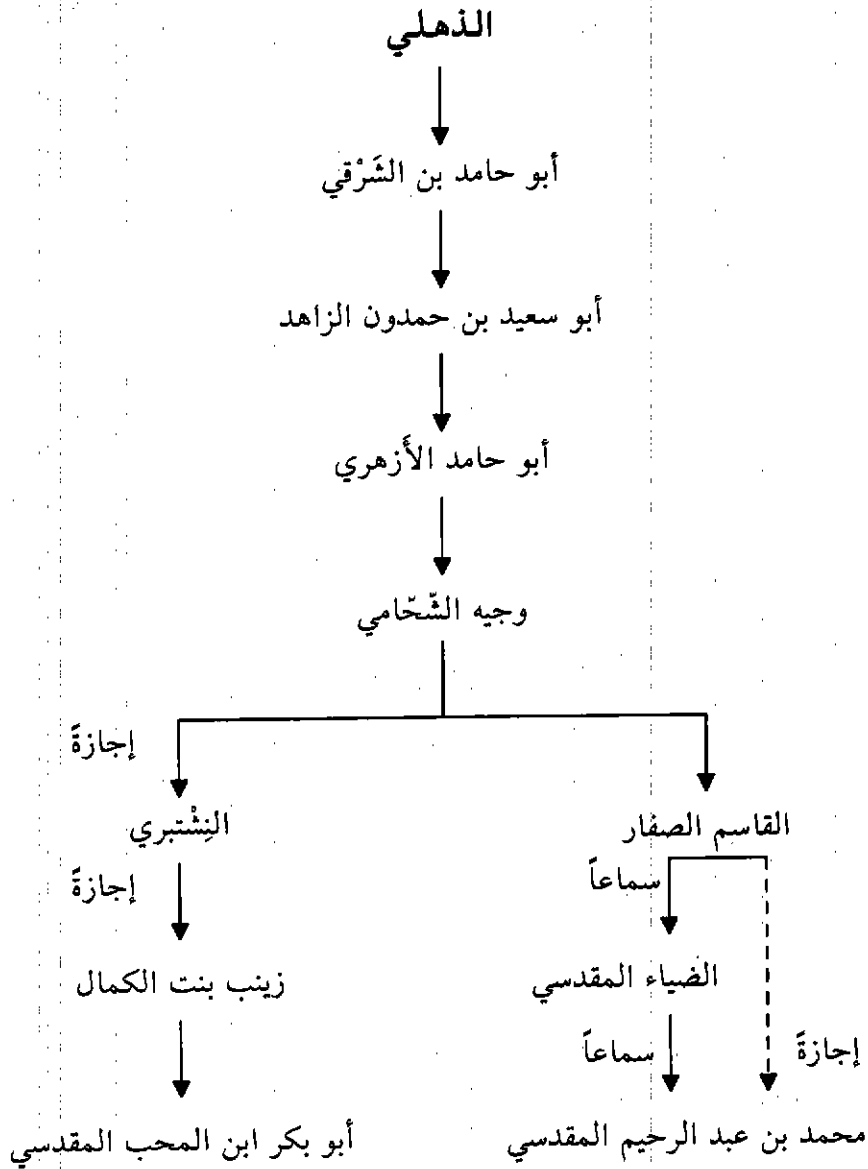 الذهلي
أبو حامد بن الشَرْقي
أبو سعيد بن حمدون الزاهد
أبو حامد الأَزهري
وجيه الشّحّامي
إجازةً
القاسم الصفار
النِشْتبري
سماعاً
إجازةً
الضياء المقدسي
زينب بنت الكمال
إجازةً
سماعاً
محمد بن عبد الرحيم المقدسي
أبو بكر ابن المحب المقدسي